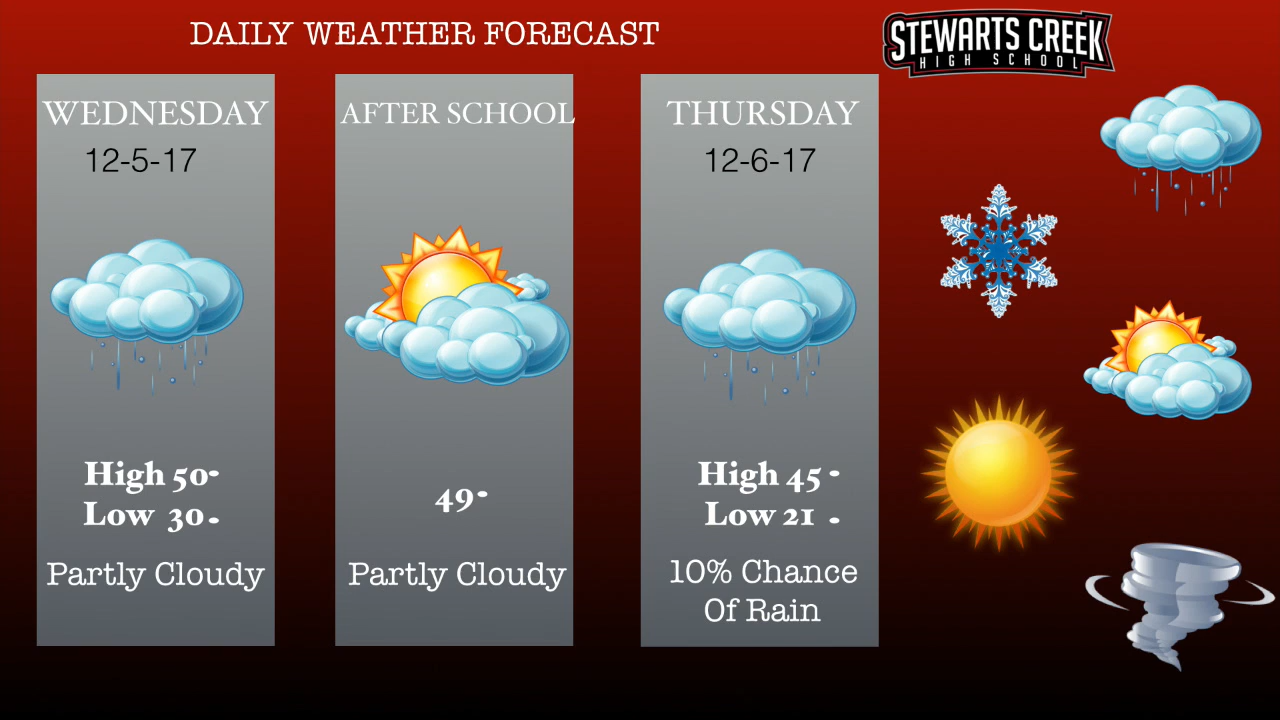 DAILY WEATHER FORECAST
STEWARTS CREEK
HIGH SCHOOL
WEDNESDAY
12-5-17
High 50°
Low 30°
Partly Cloudy
AFTER SCHOOL
49°
Partly Cloudy
THURSDAY
12-6-17
High 45 °
Low 21 °
10% Chance
Of Rain